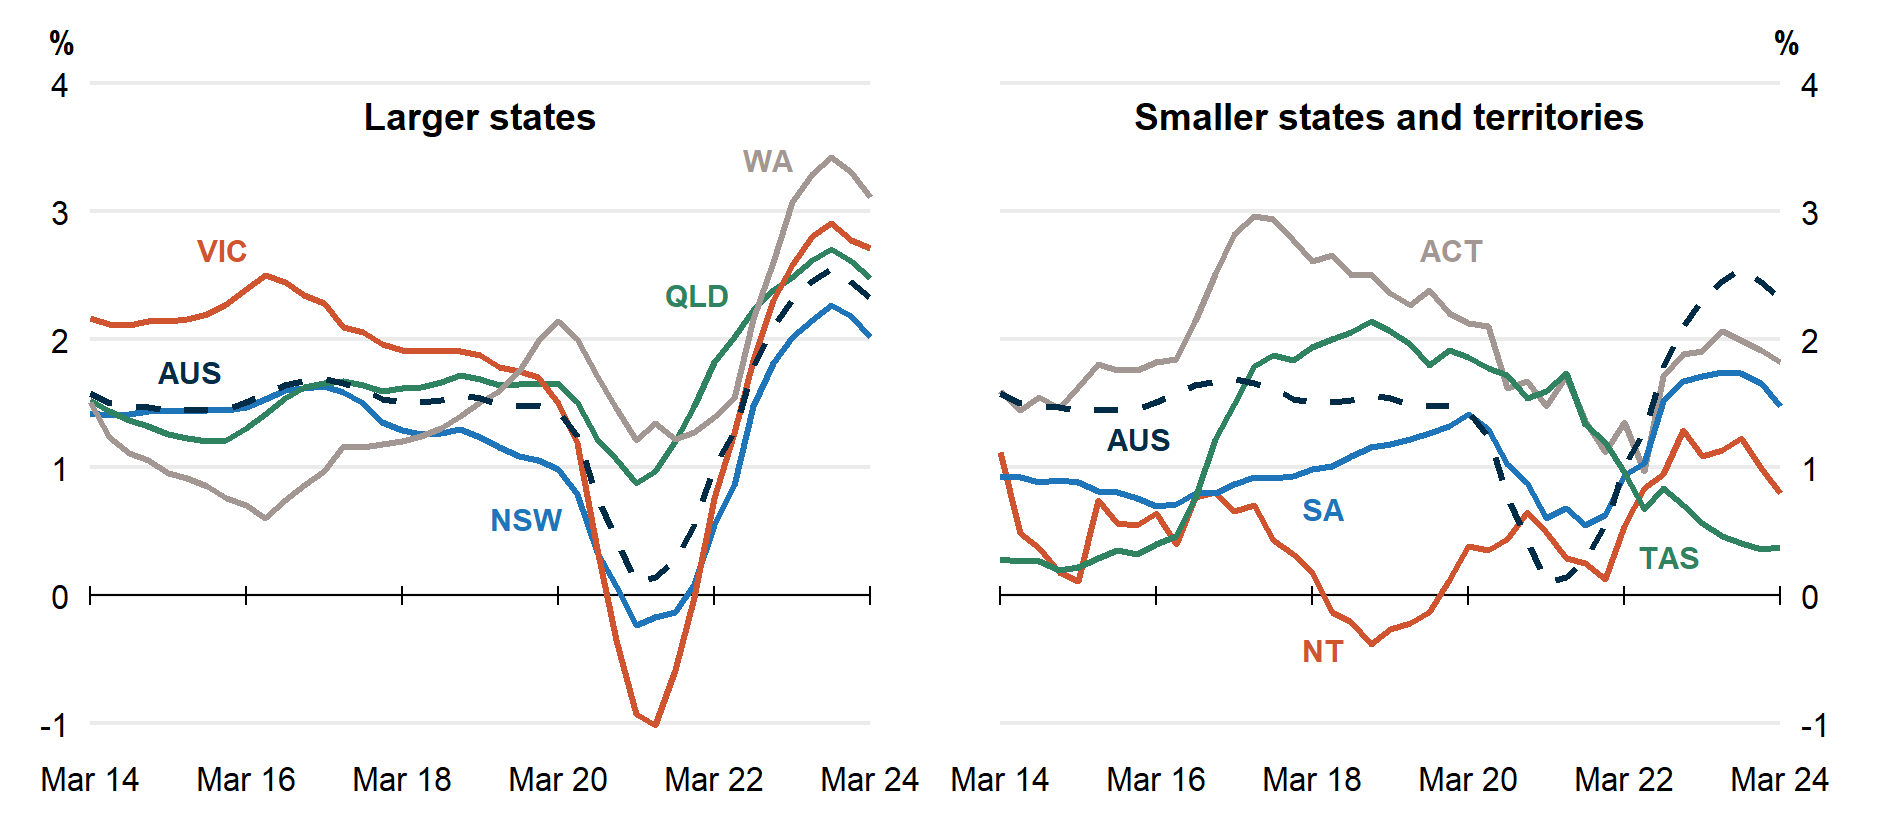 %
%
4
Larger states
Smaller states and territories
4
WA
3
VIC
ACT
3
QLD
2
AUS
2
AUS
1
NSW
SA
1
TAS
0
0
NT
-1
-1
Mar 14 Mar 16 Mar 18 Mar 20 Mar 22 Mar 24
Mar 14 Mar 16 Mar 18 Mar 20 Mar 22 Mar 24